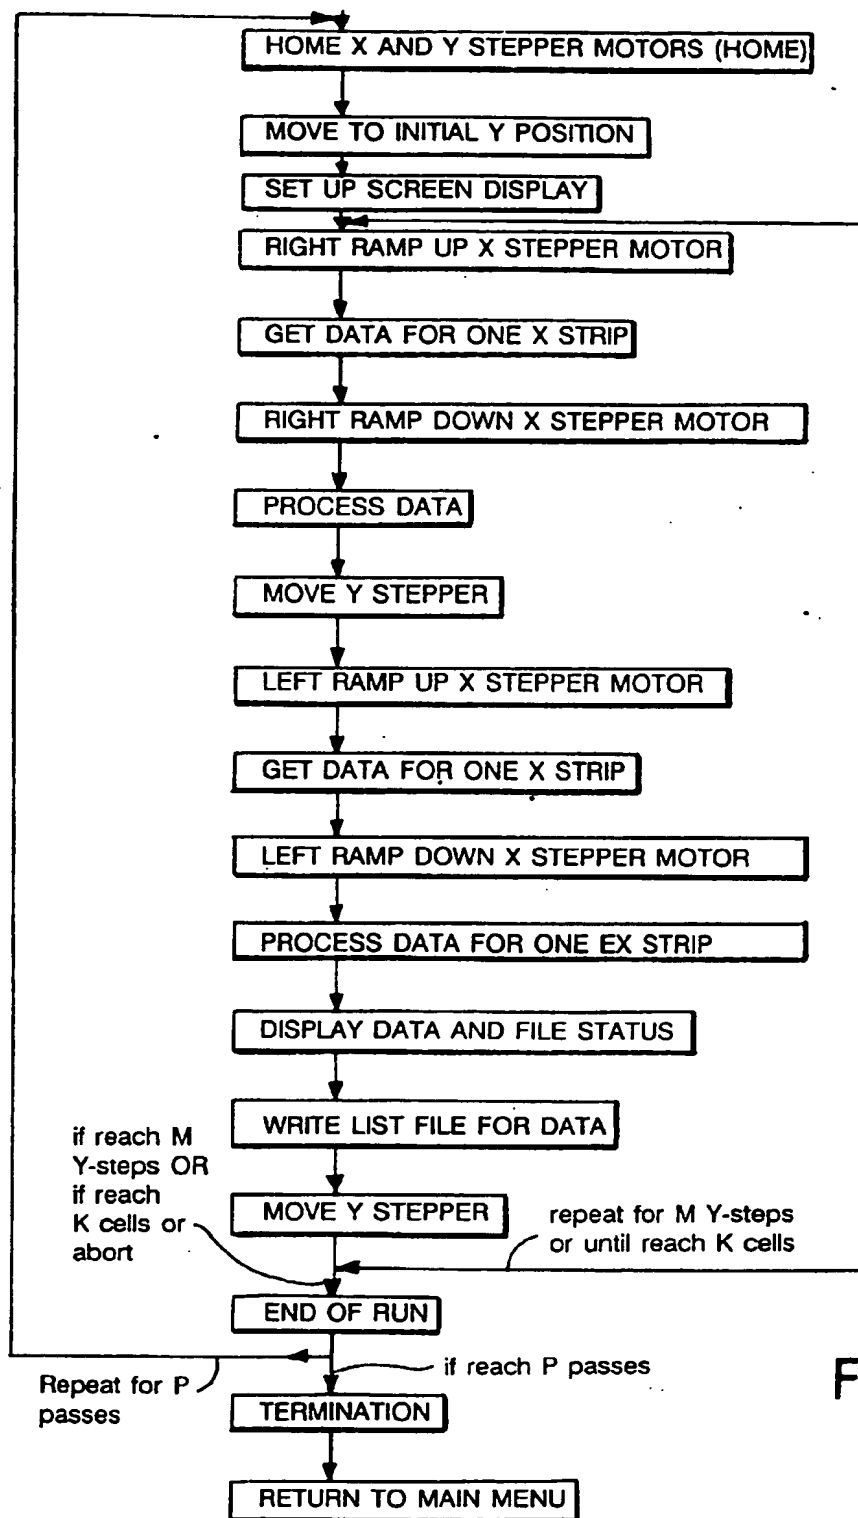 HOME X AND Y STEPPER MOTORS (HOME)
MOVE TO INITIAL Y POSITION
SET UP SCREEN DISPLAY
RIGHT RAMP UP X STEPPER MOTOR
GET DATA FOR ONE X STRIP
RIGHT RAMP DOWN X STEPPER MOTOR
PROCESS DATA
MOVE Y STEPPER
LEFT RAMP UP X STEPPER MOTOR
GET DATA FOR ONE X STRIP
LEFT RAMP DOWN X STEPPER MOTOR
PROCESS DATA FOR ONE EX STRIP
DISPLAY DATA AND FILE STATUS
WRITE LIST FILE FOR DATA
if reach M
Y-steps OR
if reach
K cells or
abort
MOVE Y STEPPER
repeat for M Y-steps
or until reach K cells
END OF RUN
if reach P passes
Repeat for P
passes
F
TERMINATION
RETURN TO MAIN MENU